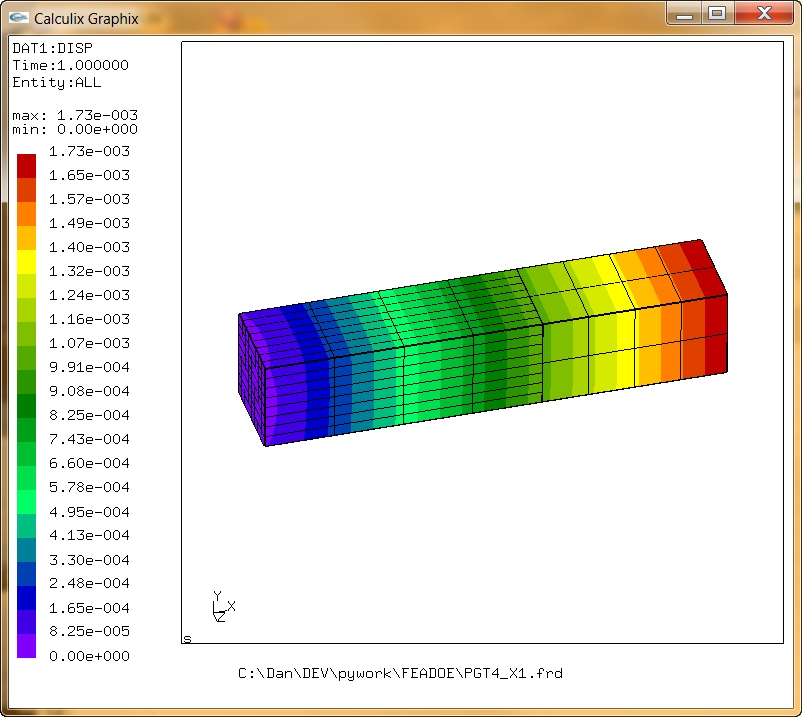 Calculix Graphix
DAT1:DISP
Time:1.000000
Entity:ALL
max: 1.73e-003
min: 0.00e+000
1.73e-003
1.65e-003
1.57e-003
1.49e-003
1.40e-003
1.32e-003
1.24e-003
1.16e-003
1.07e-003
9.91e-004
9.08e-004
8.25e-004
7.43e-004
6.60e-004
5.78e-004
4.95e-004
4.13e-004
3.30e-004
2.48e-004
1.65e-004
8.25e-005
0.00e+000
Y
X
Z
s
C:\Dan\DEV\pywork\FEADOE\PGT4_X1.frd